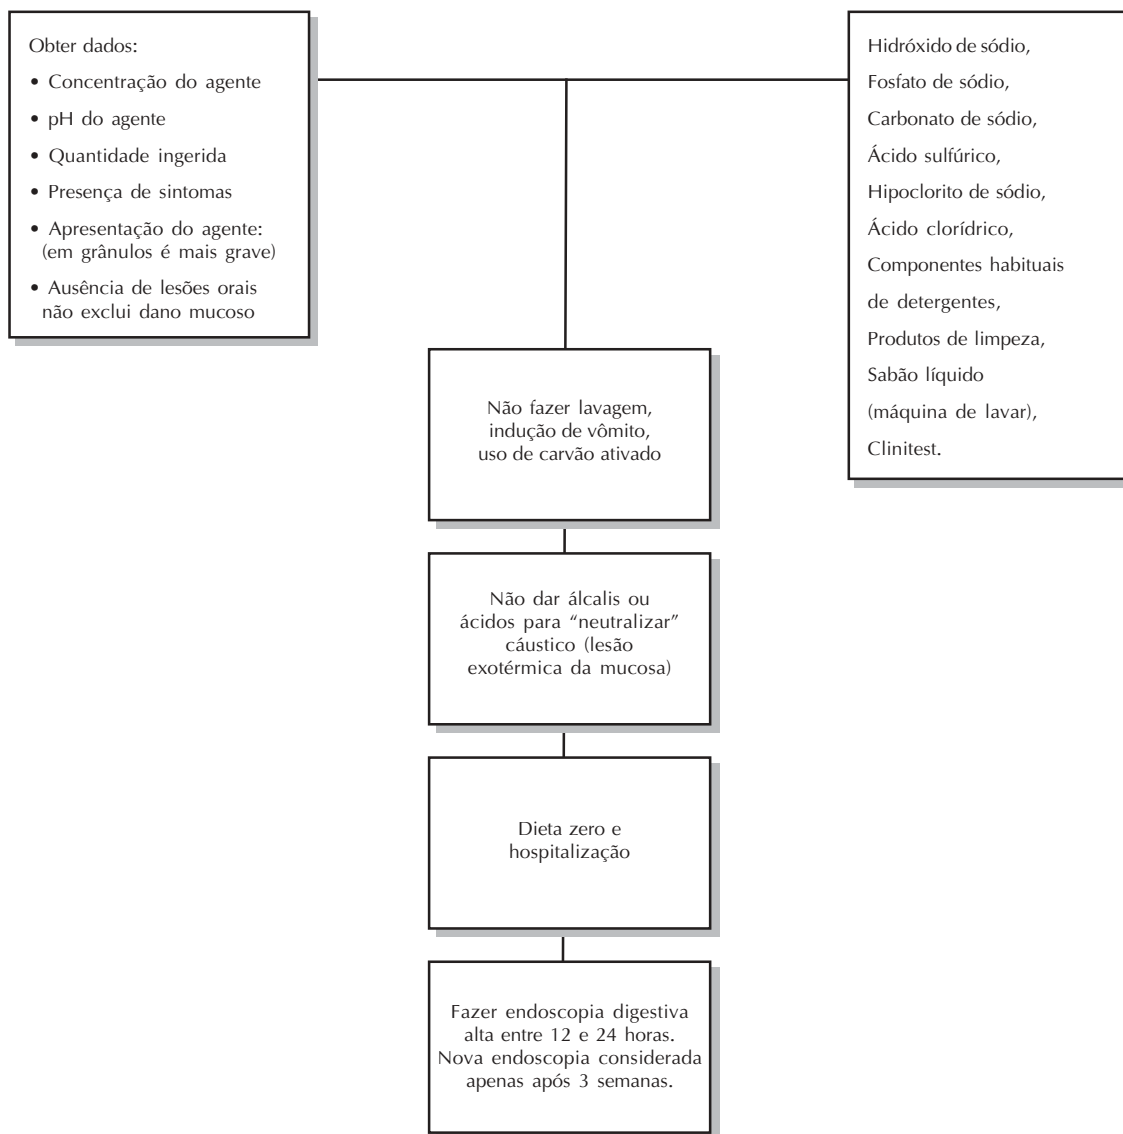 Obter dados:
• Concentração do agente
• pH do agente
• Quantidade ingerida
• Presença de sintomas
• Apresentação do agente:
(em grânulos é mais grave)
• Ausência de lesões orais
não exclui dano mucoso
Hidróxido de sódio,
Fosfato de sódio,
Carbonato de sódio,
Ácido sulfúrico,
Hipoclorito de sódio,
Ácido clorídrico,
Componentes habituais
de detergentes,
Produtos de limpeza,
Sabão líquido
(máquina de lavar),
Clinitest.
Não fazer lavagem,
indução de vômito,
uso de carvão ativado
Não dar álcalis ou
ácidos para “neutralizar”
cáustico (lesão
exotérmica da mucosa)
Dieta zero e
hospitalização
Fazer endoscopia digestiva
alta entre 12 e 24 horas.
Nova endoscopia considerada
apenas após 3 semanas.